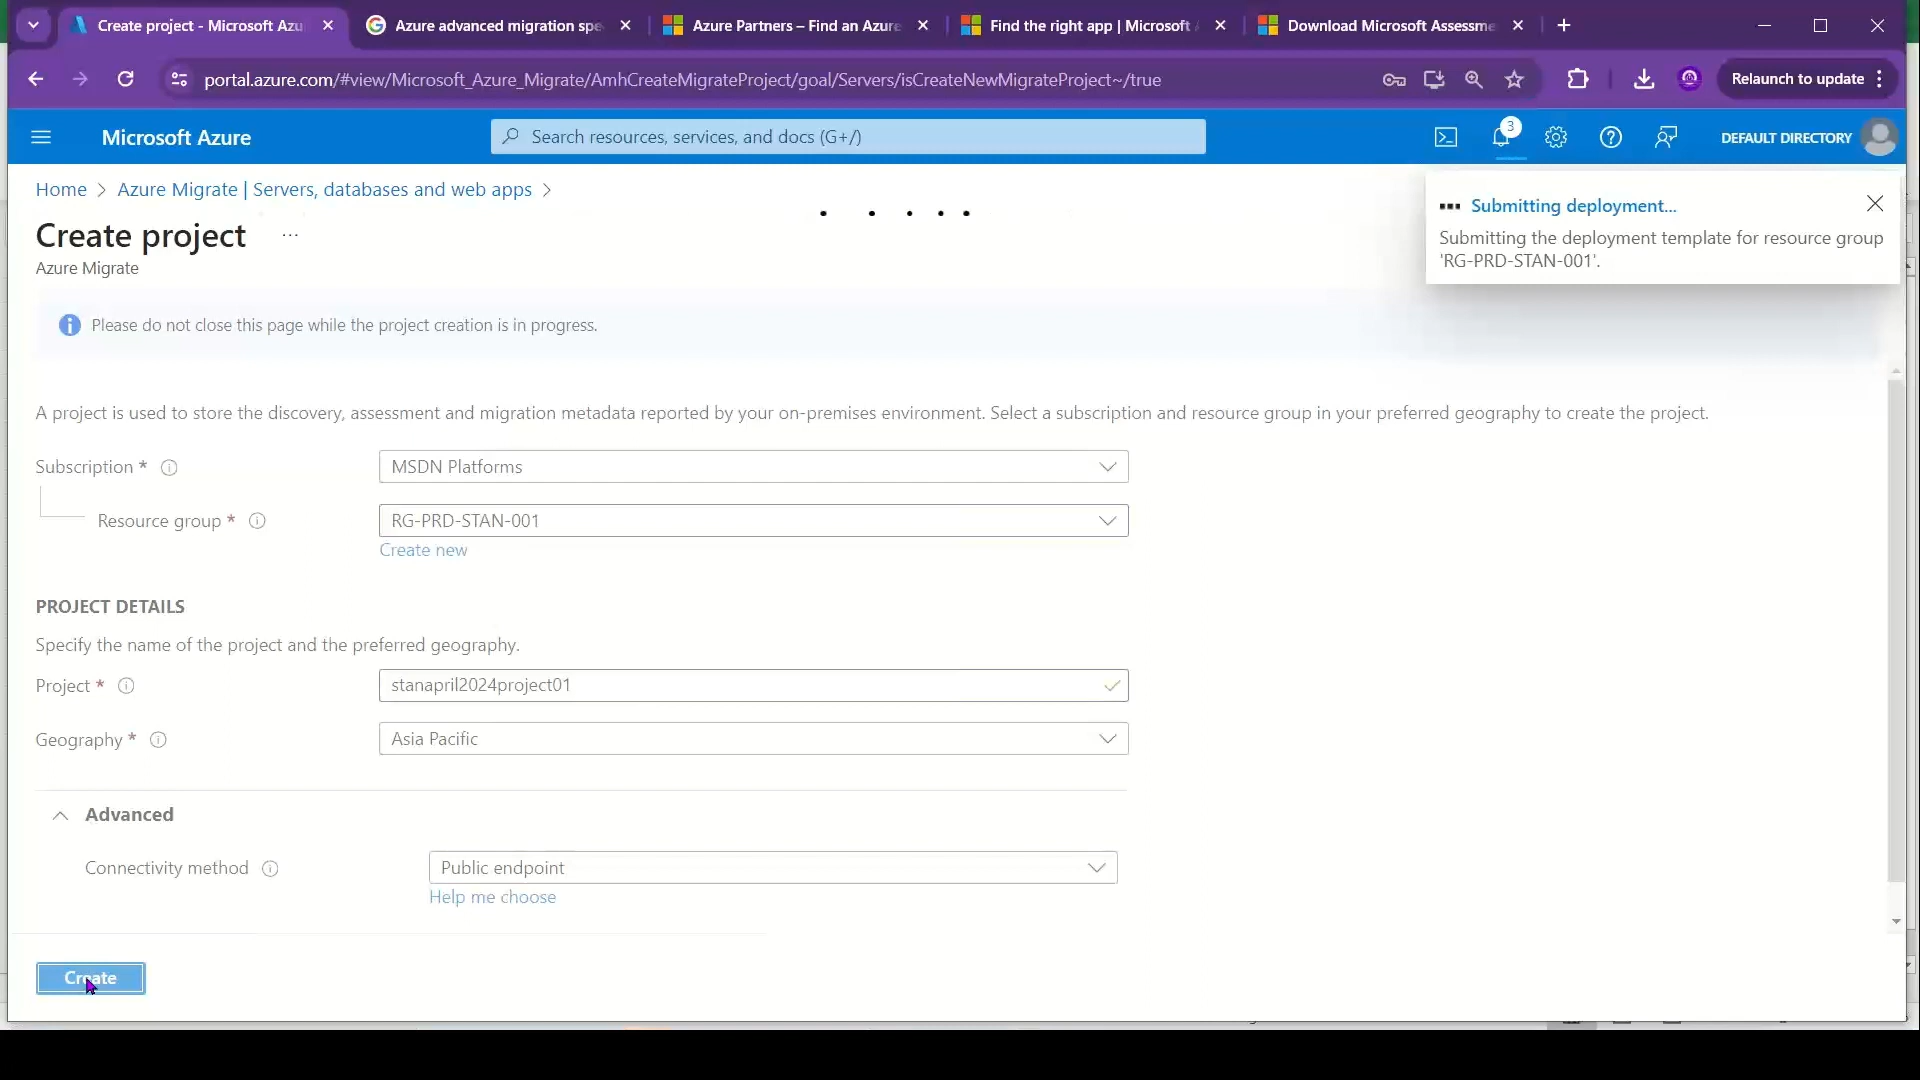 Create project - Microsoft Azu
Azure advanced migration spe
Azure Partners – Find an Azure
Find the right app | Microsoft A
Download Microsoft Assessme
portal.azure.com/#view/Microsoft_Azure_Migrate/AmhCreateMigrateProject/goal/Servers/isCreateNewMigrateProject~/true
Relaunch to update
Microsoft Azure
Search resources, services, and docs (G+/)
3
DEFAULT DIRECTORY
Home > Azure Migrate | Servers, databases and web apps >
Submitting deployment...
Submitting the deployment template for resource group
'RG-PRD-STAN-001'.
Create project ...
Azure Migrate
Please do not close this page while the project creation is in progress.
A project is used to store the discovery, assessment and migration metadata reported by your on-premises environment. Select a subscription and resource group in your preferred geography to create the project.
Subscription * MSDN Platforms
Resource group * RG-PRD-STAN-001
Create new
PROJECT DETAILS
Specify the name of the project and the preferred geography.
Project * stanapril2024project01
Geography * Asia Pacific
Advanced
Connectivity method Public endpoint
Help me choose
Create